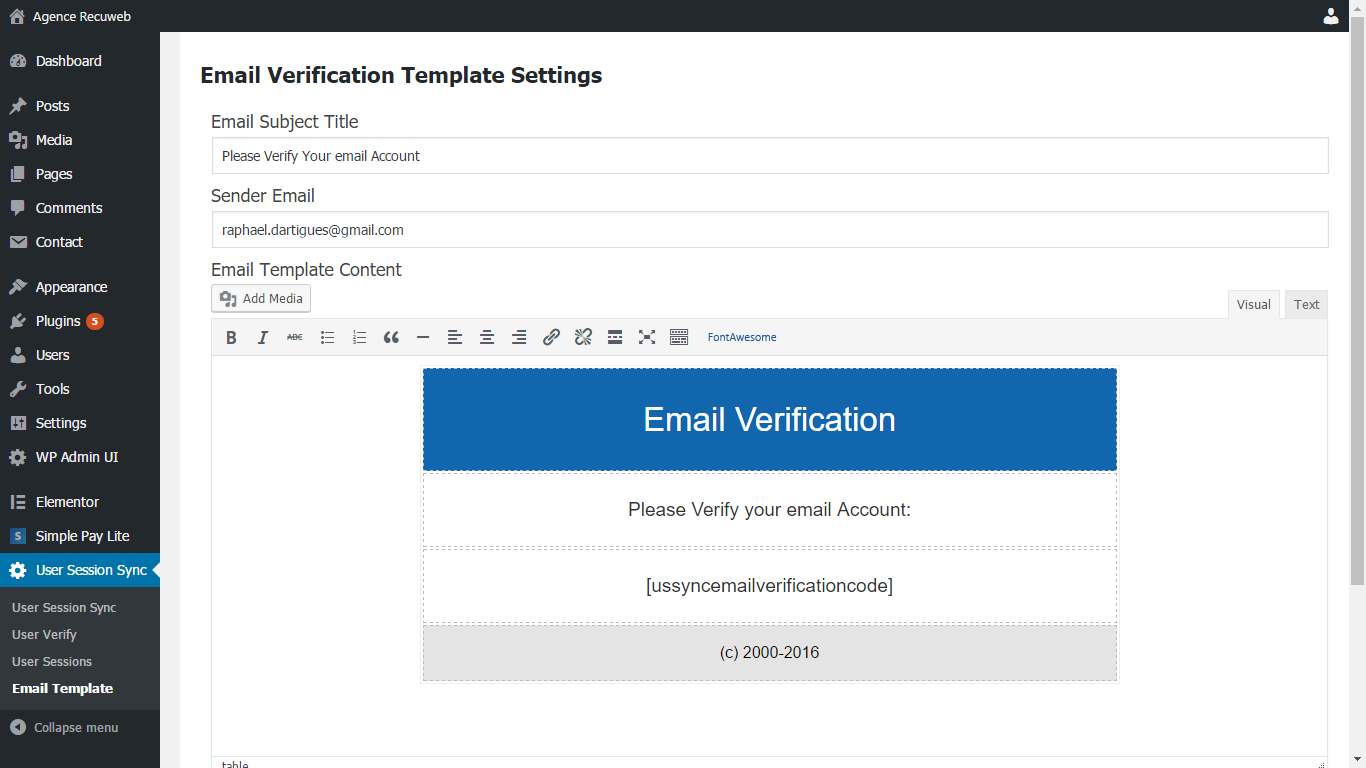 Agence Recuweb
Dashboard
Posts
Media
Pages
Comments
Contact
Appearance
Plugins 5
Users
Tools
Settings
WP Admin UI
Elementor
S Simple Pay Lite
User Session Sync
User Session Sync
User Verify
User Sessions
Email Template
Collapse menu
Email Verification Template Settings
Email Subject Title
Please Verify Your email Account
Sender Email
raphael.dartigues@gmail.com
Email Template Content
Add Media
Visual Text
B I ABC FontAwesome
Email Verification
Please Verify your email Account:
[ussyncemailverificationcode]
(c) 2000-2016
table